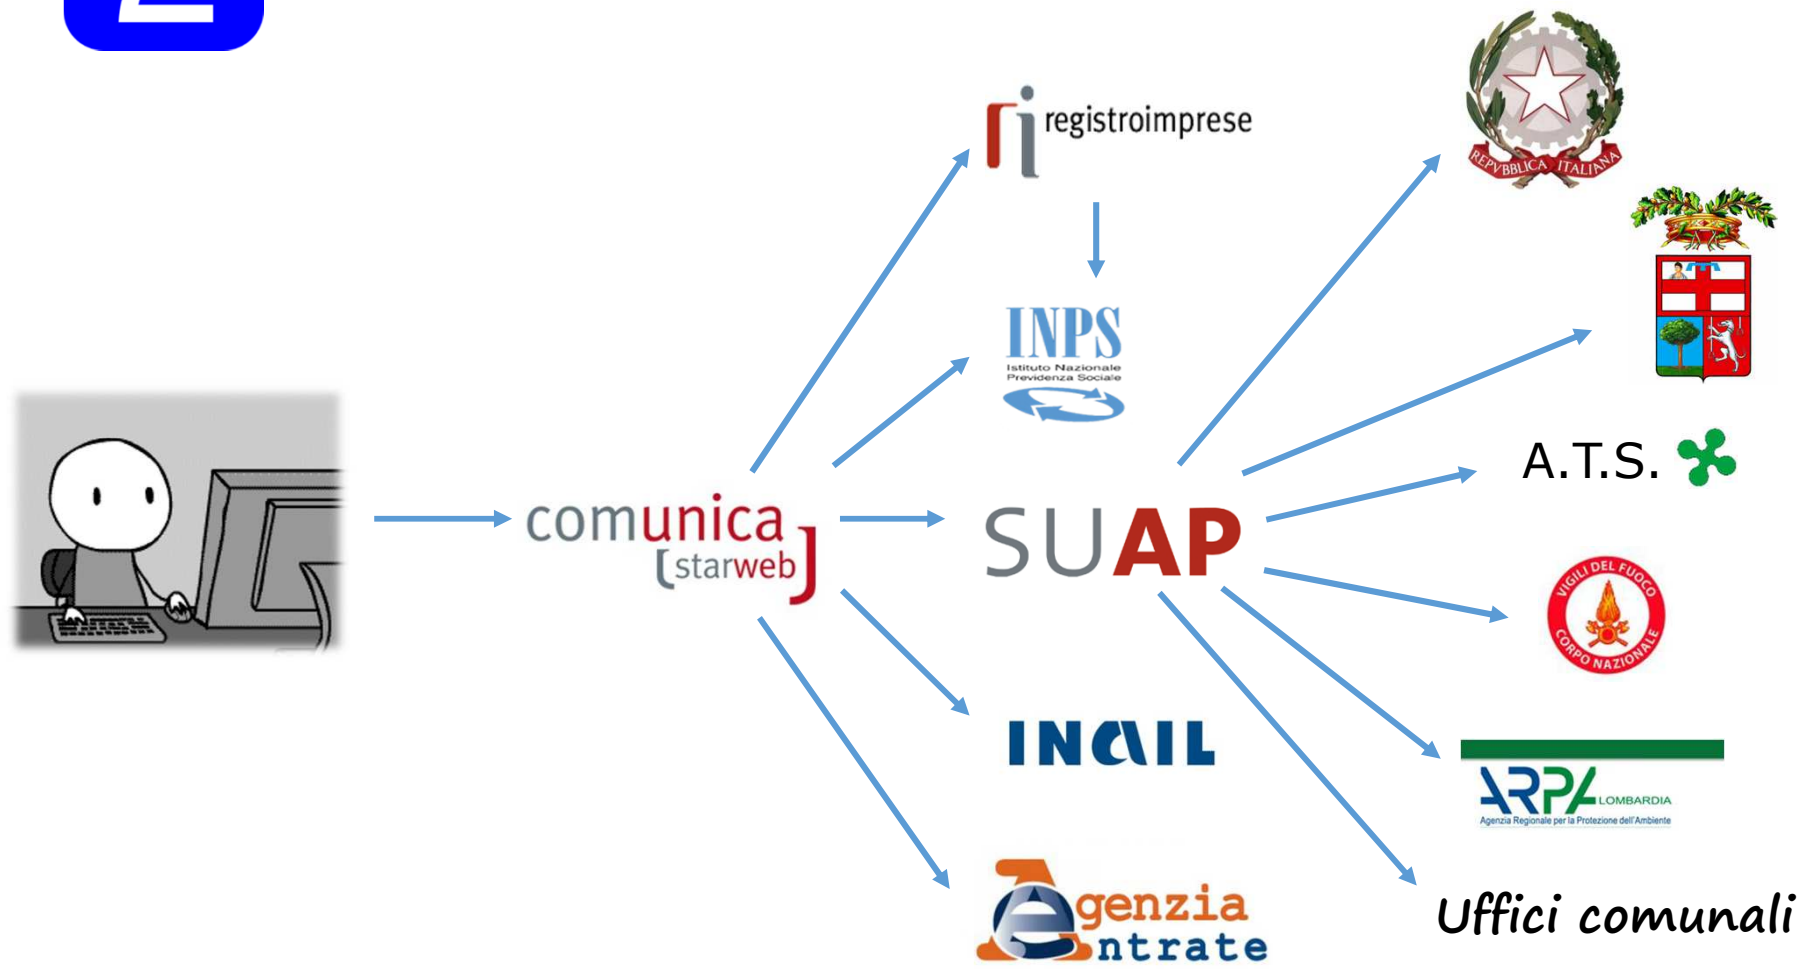 2
registroimprese
REPVBBLICA ITALIANA
INPS
Istituto Nazionale
Previdenza Sociale
A.T.S.
comunica
[starweb]
SUAP
VIGILI DEL FUOCO
CORPO NAZIONALE
INAIL
ARPA LOMBARDIA
Agenzia Regionale per la Protezione dell'Ambiente
Agenzia
entrate
Uffici comunali